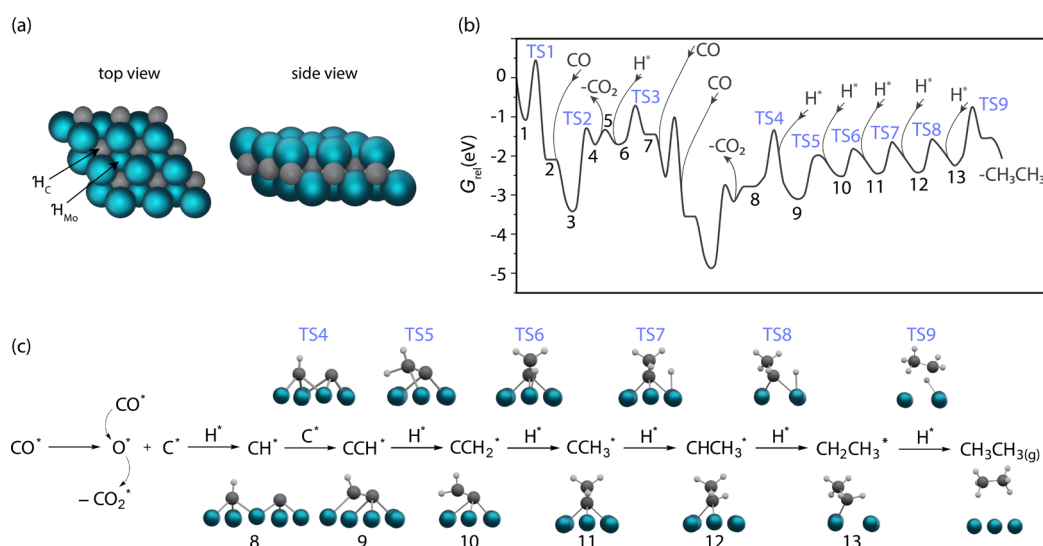 (a)
top view
side view
H_C
H_Mo
(b)
G_rel(eV)
0
-1
-2
-3
-4
-5
TS1
CO
-CO₂
H*
TS3
CO
CO
TS2
5
4
6
7
1
2
3
-CO₂
TS4
H*
H*
H*
H*
H*
TS9
TS5
TS6
TS7
TS8
8
9
10
11
12
13
-CH₃CH₃
(c)
TS4
TS5
TS6
TS7
TS8
TS9
CO*
CO* → O* + C* H* → CH* C* → CCH* H* → CCH₂* H* → CCH₃* H* → CHCH₃* H* → CH₂CH₃* H* → CH₃CH₃(g)
– CO₂*
8
9
10
11
12
13